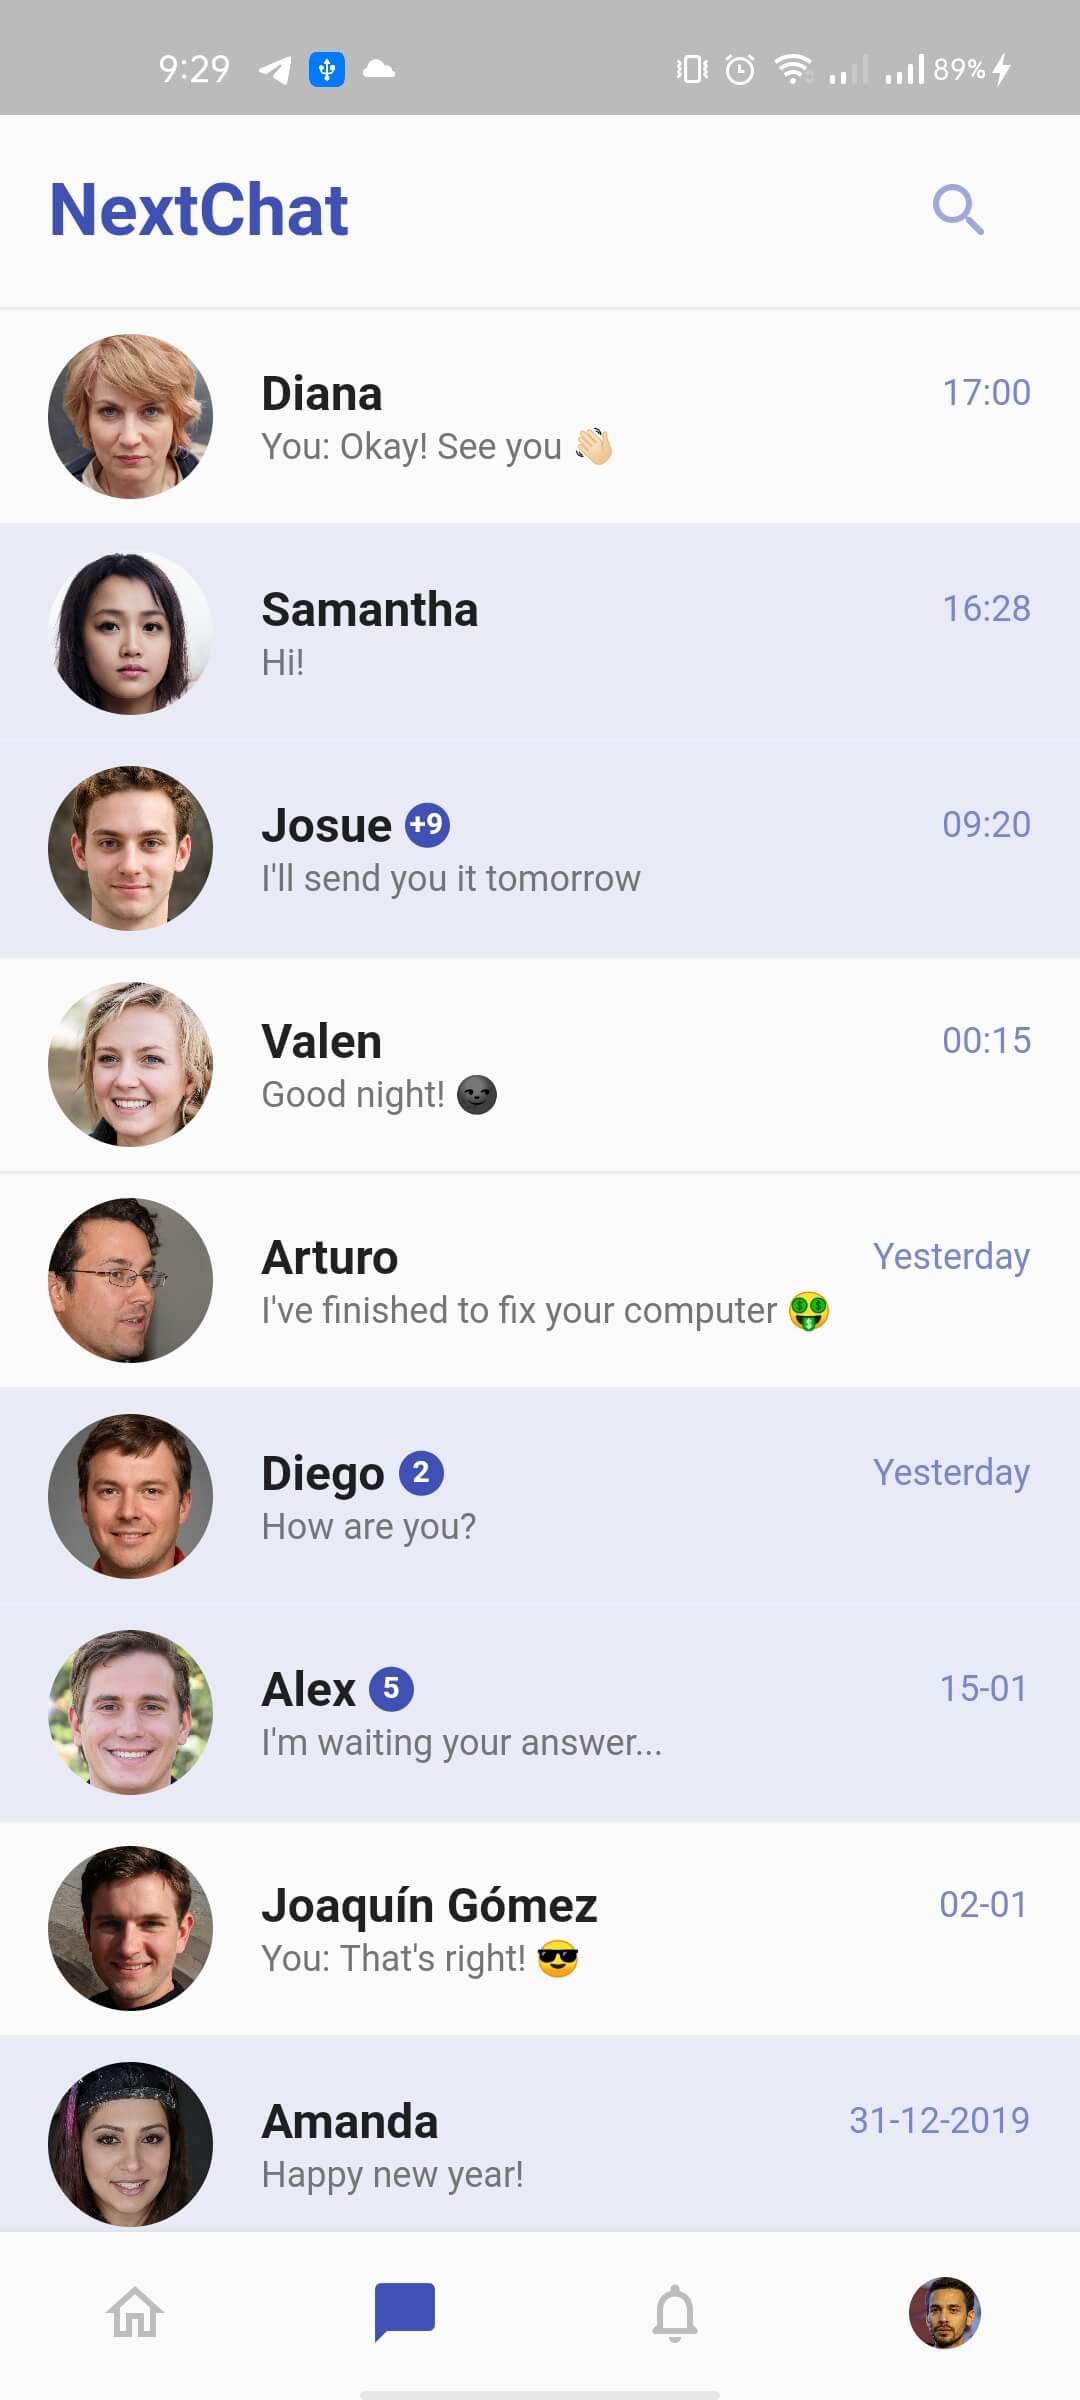 9:29 89%
NextChat
Diana 17:00
You: Okay! See you 👋🏻
Samantha 16:28
Hi!
Josue +9 09:20
I'll send you it tomorrow
Valen 00:15
Good night! 🌚
Arturo Yesterday
I've finished to fix your computer 🤑
Diego 2 Yesterday
How are you?
Alex 5 15-01
I'm waiting your answer...
Joaquín Gómez 02-01
You: That's right! 😎
Amanda 31-12-2019
Happy new year!